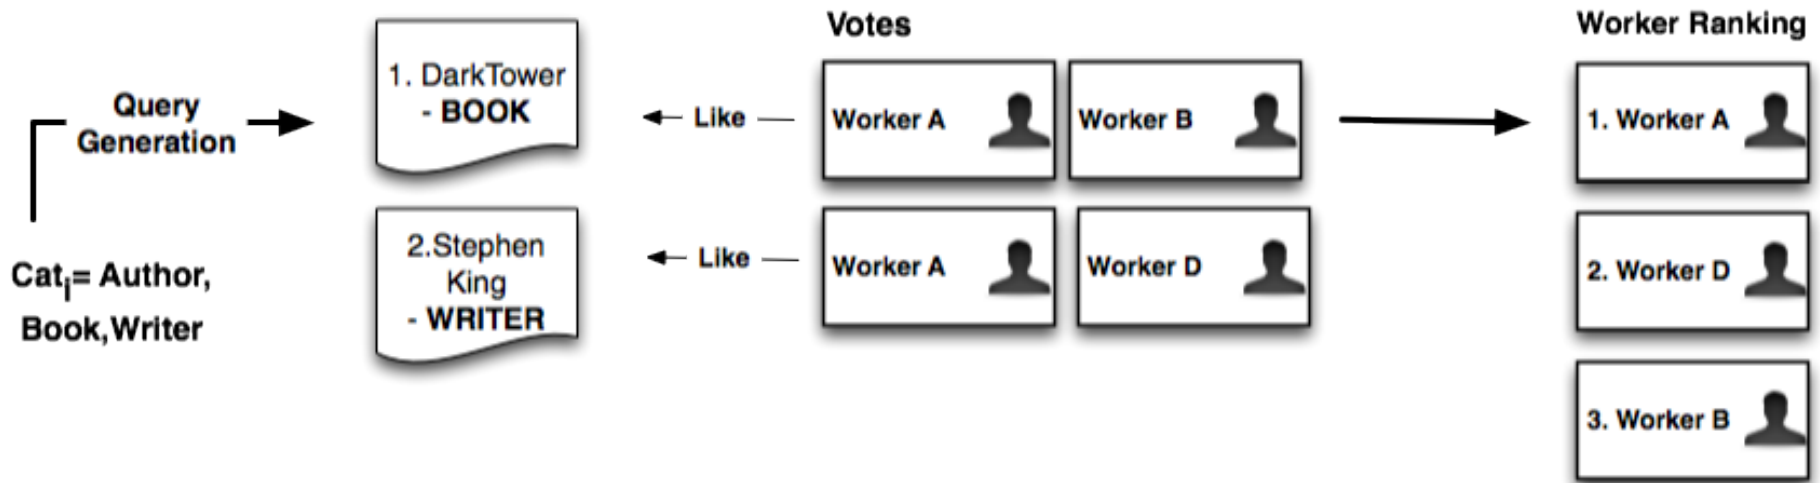 Query
Generation
Cat_i= Author,
Book,Writer
1. DarkTower
- BOOK
2.Stephen
King
- WRITER
Like
Like
Votes
Worker A
Worker B
Worker A
Worker D
Worker Ranking
1. Worker A
2. Worker D
3. Worker B